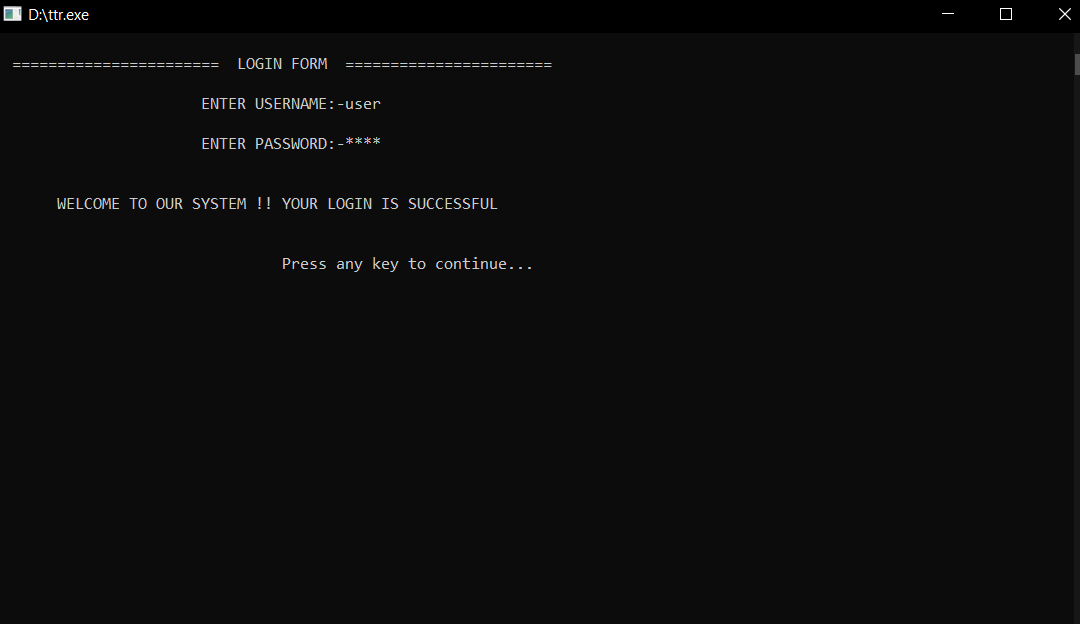 D:\ttr.exe
======================= LOGIN FORM =======================
ENTER USERNAME:-user
ENTER PASSWORD:-****
WELCOME TO OUR SYSTEM !! YOUR LOGIN IS SUCCESSFUL
Press any key to continue...